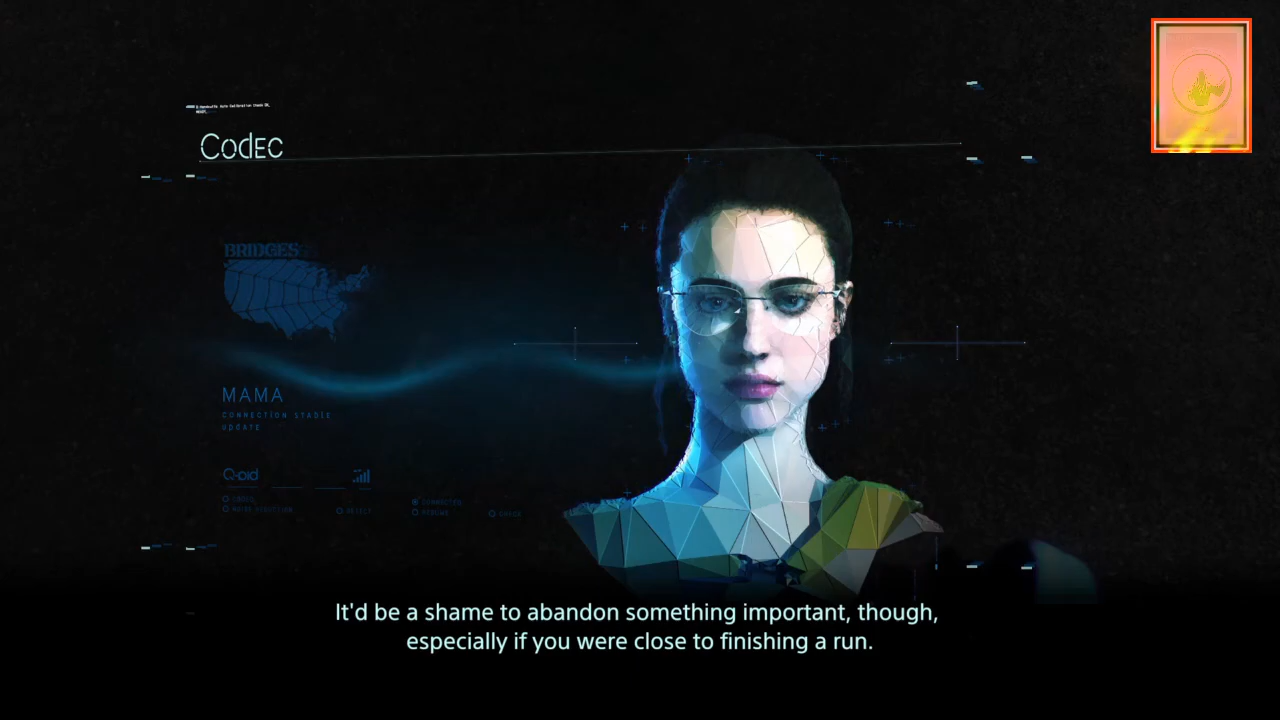 CodEC
BRIDGES
MAMA
CONNECTION STABLE
UPDATE
Q-pid
It'd be a shame to abandon something important, though,
especially if you were close to finishing a run.